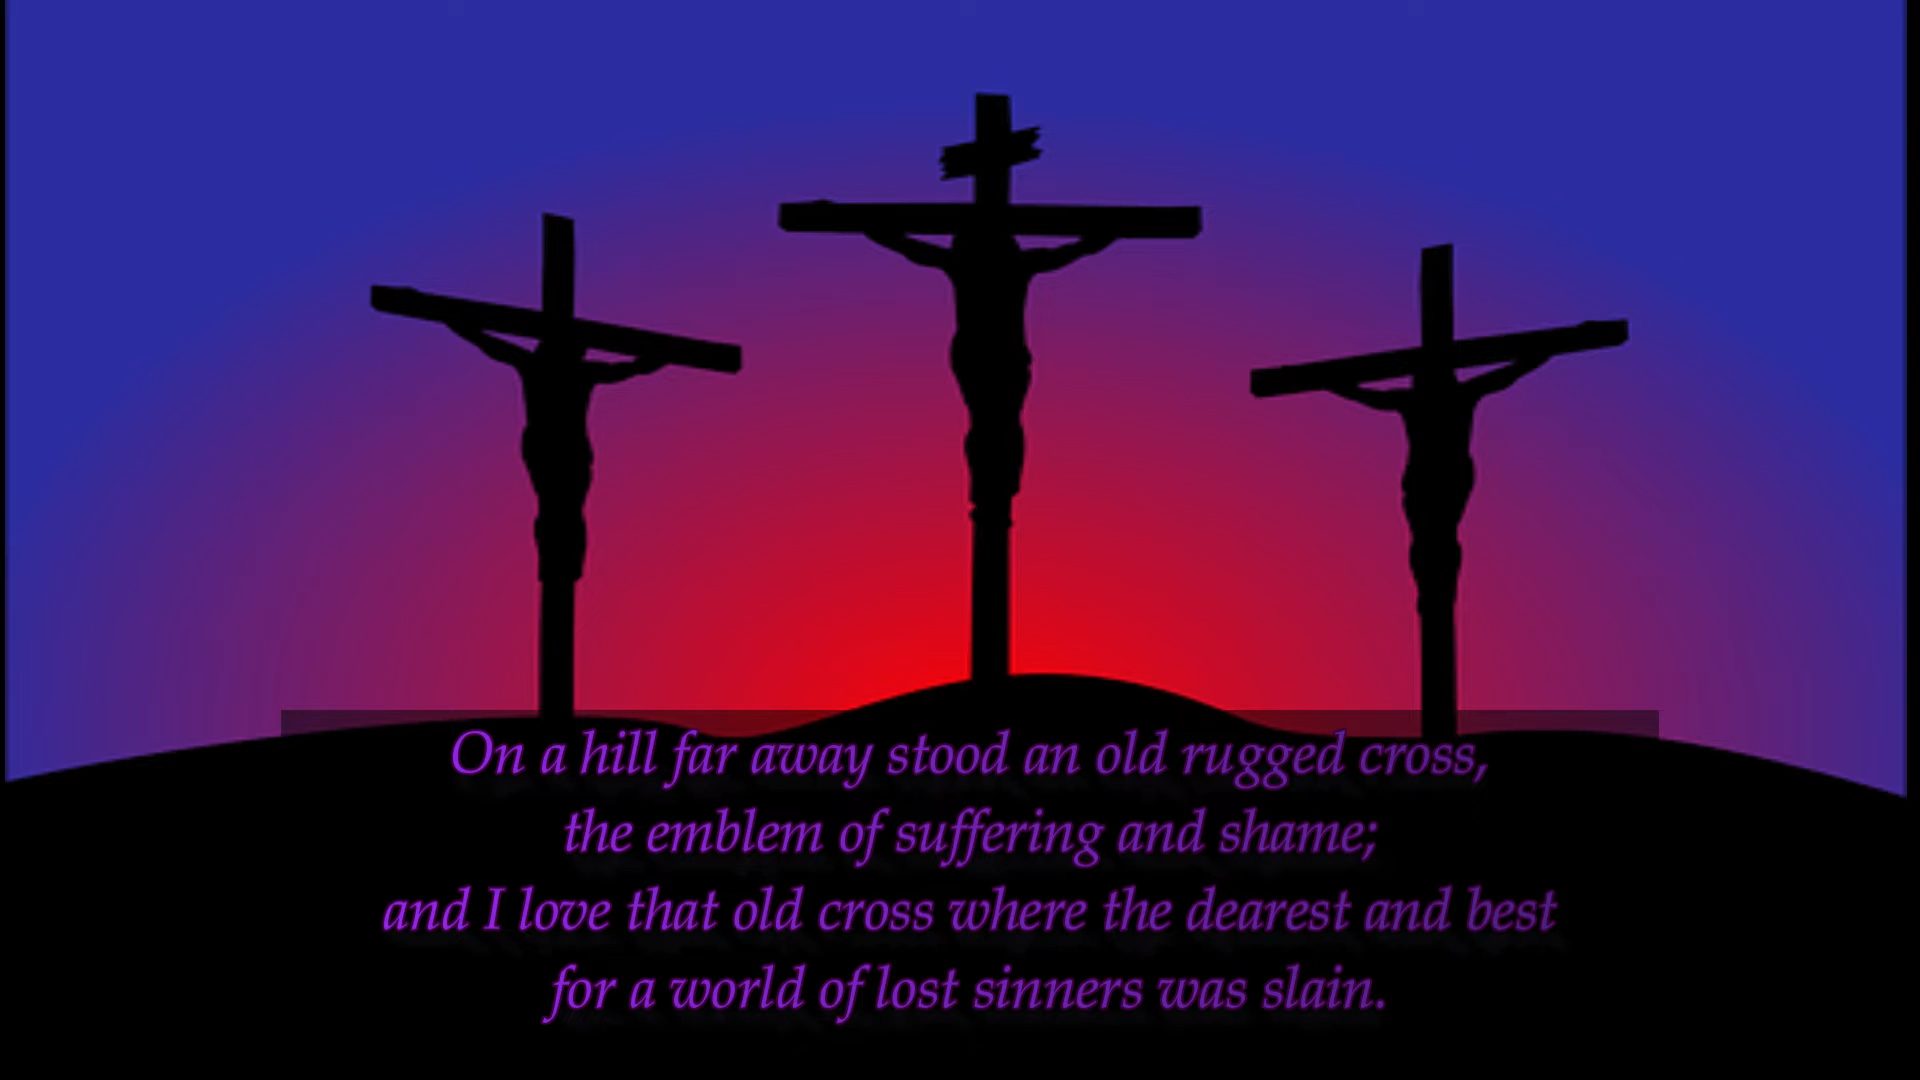 On a hill far away stood an old rugged cross,
the emblem of suffering and shame;
and I love that old cross where the dearest and best
for a world of lost sinners was slain.